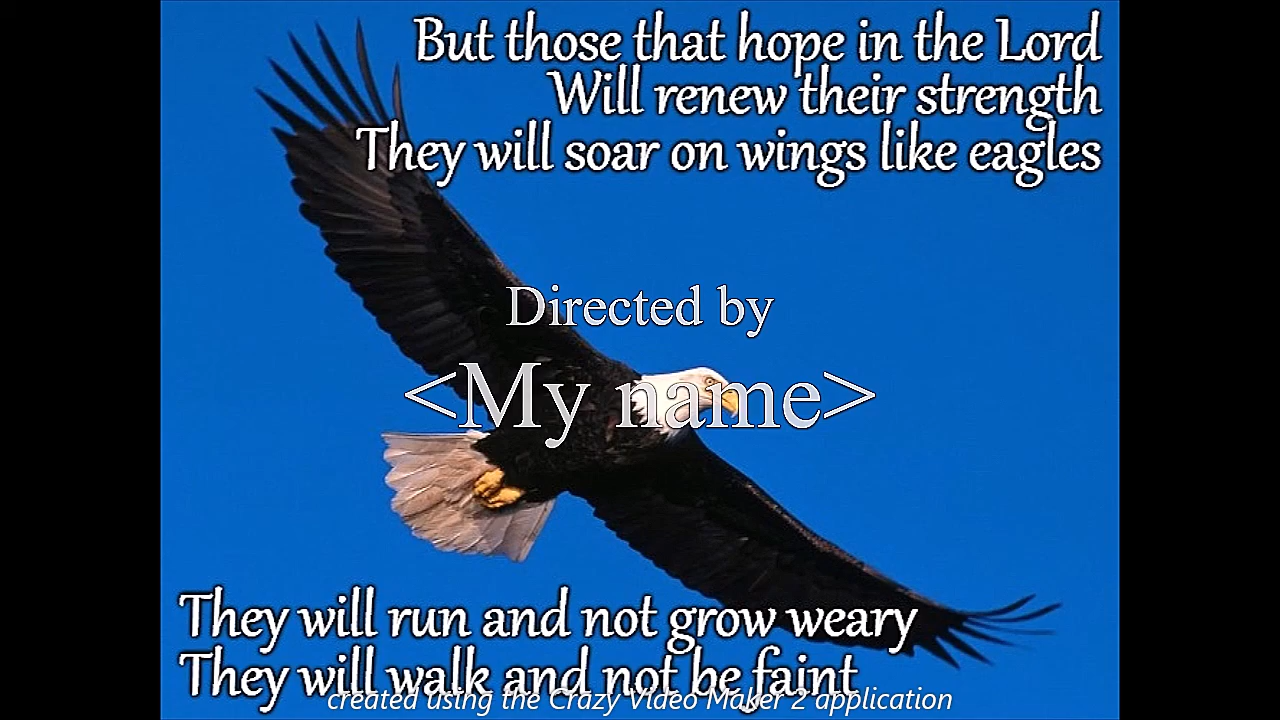 But those that hope in the Lord
Will renew their strength
They will soar on wings like eagles
Directed by
<My name>
They will run and not grow weary
They will walk and not be faint
created using the Crazy Video Maker 2 application